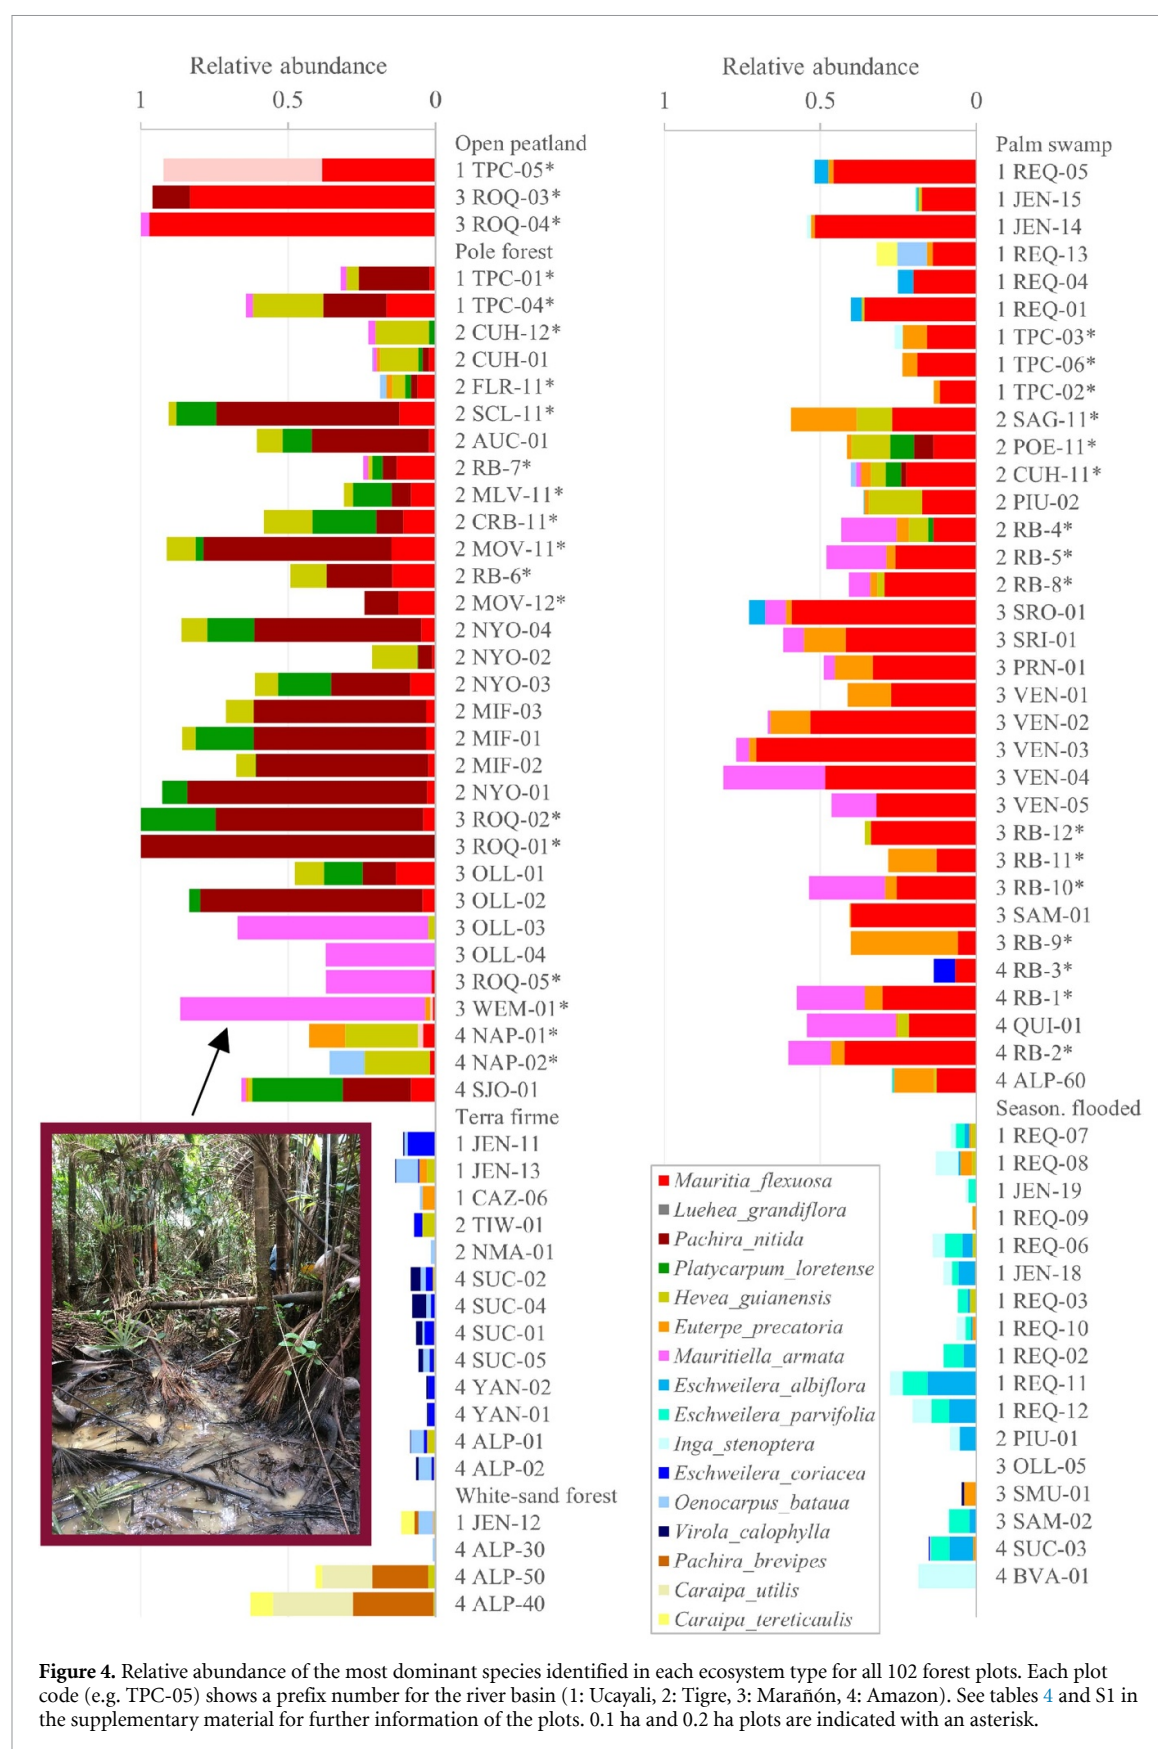 Relative abundance
1 0.5 0
Open peatland
1 TPC-05*
3 ROQ-03*
3 ROQ-04*
Pole forest
1 TPC-01*
1 TPC-04*
2 CUH-12*
2 CUH-01
2 FLR-11*
2 SCL-11*
2 AUC-01
2 RB-7*
2 MLV-11*
2 CRB-11*
2 MOV-11*
2 RB-6*
2 MOV-12*
2 NYO-04
2 NYO-02
2 NYO-03
2 MIF-03
2 MIF-01
2 MIF-02
2 NYO-01
3 ROQ-02*
3 ROQ-01*
3 OLL-01
3 OLL-02
3 OLL-03
3 OLL-04
3 ROQ-05*
3 WEM-01*
4 NAP-01*
4 NAP-02*
4 SJO-01
Terra firme
1 JEN-11
1 JEN-13
1 CAZ-06
2 TIW-01
2 NMA-01
4 SUC-02
4 SUC-04
4 SUC-01
4 SUC-05
4 YAN-02
4 YAN-01
4 ALP-01
4 ALP-02
White-sand forest
1 JEN-12
4 ALP-30
4 ALP-50
4 ALP-40
Relative abundance
1 0.5 0
Palm swamp
1 REQ-05
1 JEN-15
1 JEN-14
1 REQ-13
1 REQ-04
1 REQ-01
1 TPC-03*
1 TPC-06*
1 TPC-02*
2 SAG-11*
2 POE-11*
2 CUH-11*
2 PIU-02
2 RB-4*
2 RB-5*
2 RB-8*
3 SRO-01
3 SRI-01
3 PRN-01
3 VEN-01
3 VEN-02
3 VEN-03
3 VEN-04
3 VEN-05
3 RB-12*
3 RB-11*
3 RB-10*
3 SAM-01
3 RB-9*
4 RB-3*
4 RB-1*
4 QUI-01
4 RB-2*
4 ALP-60
Season. flooded
1 REQ-07
1 REQ-08
1 JEN-19
1 REQ-09
1 REQ-06
1 JEN-18
1 REQ-03
1 REQ-10
1 REQ-02
1 REQ-11
1 REQ-12
2 PIU-01
3 OLL-05
3 SMU-01
3 SAM-02
4 SUC-03
4 BVA-01
Mauritia_flexuosa
Luehea_grandiflora
Pachira_nitida
Platycarpum_loretense
Hevea_guianensis
Euterpe_precatoria
Mauritiella_armata
Eschweilera_albiflora
Eschweilera_parvifolia
Inga_stenoptera
Eschweilera_coriacea
Oenocarpus_bataua
Virola_calophylla
Pachira_brevipes
Caraipa_utilis
Caraipa_tereticaulis
Figure 4. Relative abundance of the most dominant species identified in each ecosystem type for all 102 forest plots. Each plot
code (e.g. TPC-05) shows a prefix number for the river basin (1: Ucayali, 2: Tigre, 3: Marañón, 4: Amazon). See tables 4 and S1 in
the supplementary material for further information of the plots. 0.1 ha and 0.2 ha plots are indicated with an asterisk.